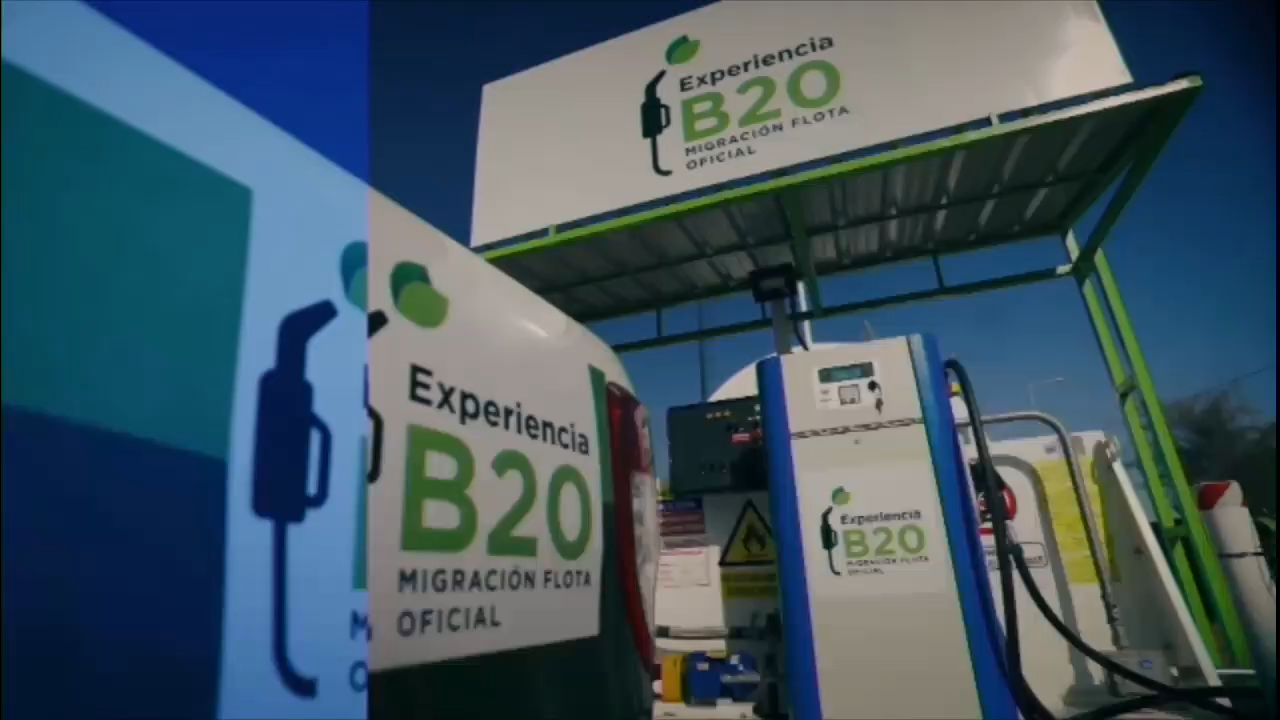 Experiencia
B20
MIGRACIÓN FLOTA
OFICIAL
Experiencia
B20
MIGRACIÓN FLOTA
OFICIAL
Experiencia
B20
MIGRACIÓN FLOTA
OFICIAL